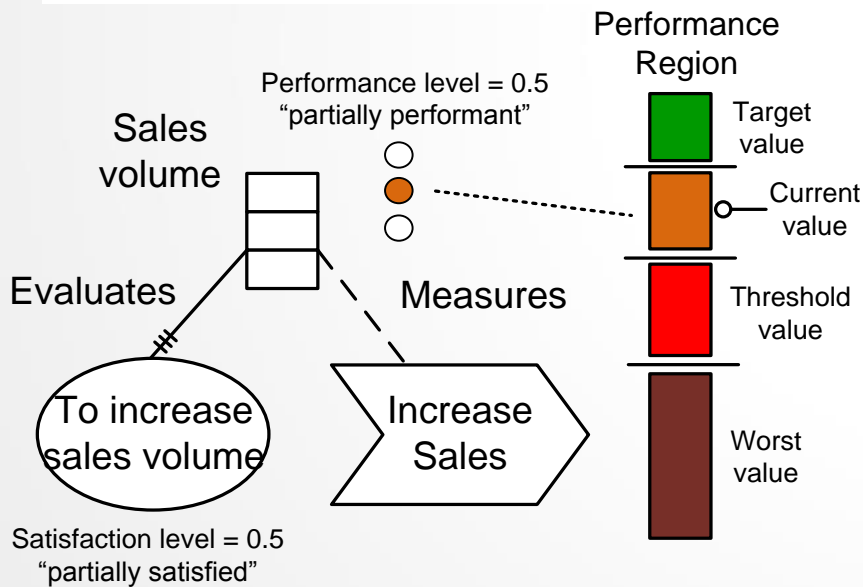 Performance
Region
Performance level = 0.5
“partially performant”
Sales
volume
Target
value
Current
value
Evaluates
Measures
Threshold
value
To increase
sales volume
Increase
Sales
Worst
value
Satisfaction level = 0.5
“partially satisfied”